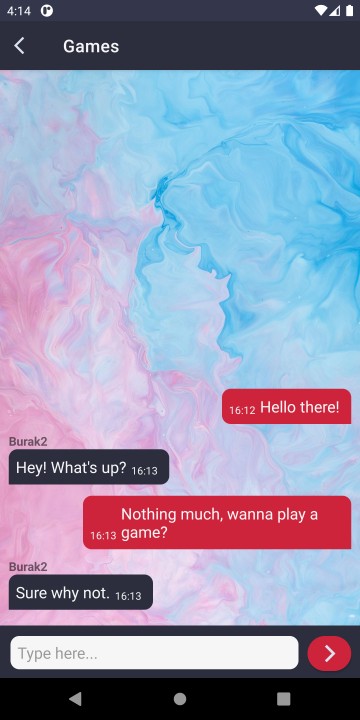 4:14
Games
16:12 Hello there!
Burak2
Hey! What's up? 16:13
Nothing much, wanna play a
16:13 game?
Burak2
Sure why not. 16:13
Type here...